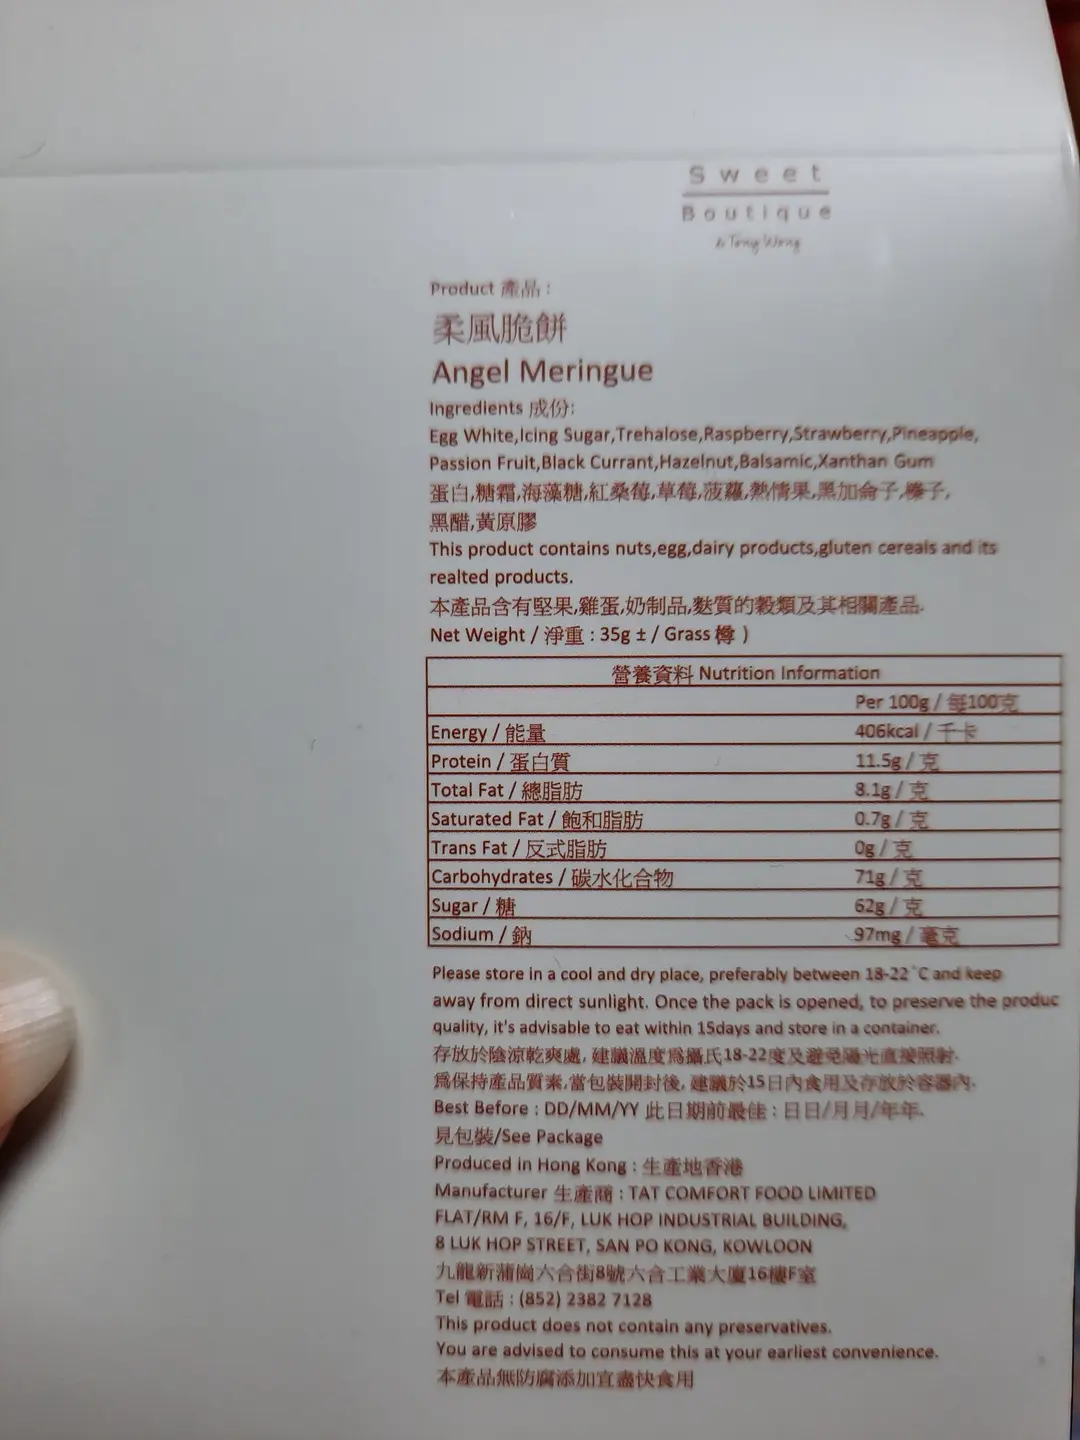 Sweet
Boutique
by Tony Wong
Product 產品 :
柔風脆餅
Angel Meringue
Ingredients 成份:
Egg White,Icing Sugar,Trehalose,Raspberry,Strawberry,Pineapple,
Passion Fruit,Black Currant,Hazelnut,Balsamic,Xanthan Gum
蛋白,糖霜,海藻糖,紅桑莓,草莓,菠蘿,熱情果,黑加侖子,榛子,
黑醋,黃原膠
This product contains nuts,egg,dairy products,gluten cereals and its
realted products.
本產品含有堅果,雞蛋,奶制品,麩質的穀類及其相關產品.
Net Weight / 淨重 : 35g ± / Grass 樽 )
營養資料 Nutrition Information
Per 100g / 每100克
Energy / 能量 406kcal / 千卡
Protein / 蛋白質 11.5g / 克
Total Fat / 總脂肪 8.1g / 克
Saturated Fat / 飽和脂肪 0.7g / 克
Trans Fat / 反式脂肪 0g / 克
Carbohydrates / 碳水化合物 71g / 克
Sugar / 糖 62g / 克
Sodium / 鈉 97mg / 毫克
Please store in a cool and dry place, preferably between 18-22˚C and keep
away from direct sunlight. Once the pack is opened, to preserve the produc
quality, it's advisable to eat within 15days and store in a container.
存放於陰涼乾爽處, 建議溫度為攝氏18-22度及避免陽光直接照射.
為保持產品質素,當包裝開封後, 建議於15日內食用及存放於容器內.
Best Before : DD/MM/YY 此日期前最佳 : 日日/月月/年年.
見包裝/See Package
Produced in Hong Kong : 生產地香港
Manufacturer 生產商 : TAT COMFORT FOOD LIMITED
FLAT/RM F, 16/F, LUK HOP INDUSTRIAL BUILDING,
8 LUK HOP STREET, SAN PO KONG, KOWLOON
九龍新蒲崗六合街8號六合工業大廈16樓F室
Tel 電話 : (852) 2382 7128
This product does not contain any preservatives.
You are advised to consume this at your earliest convenience.
本產品無防腐添加宜盡快食用